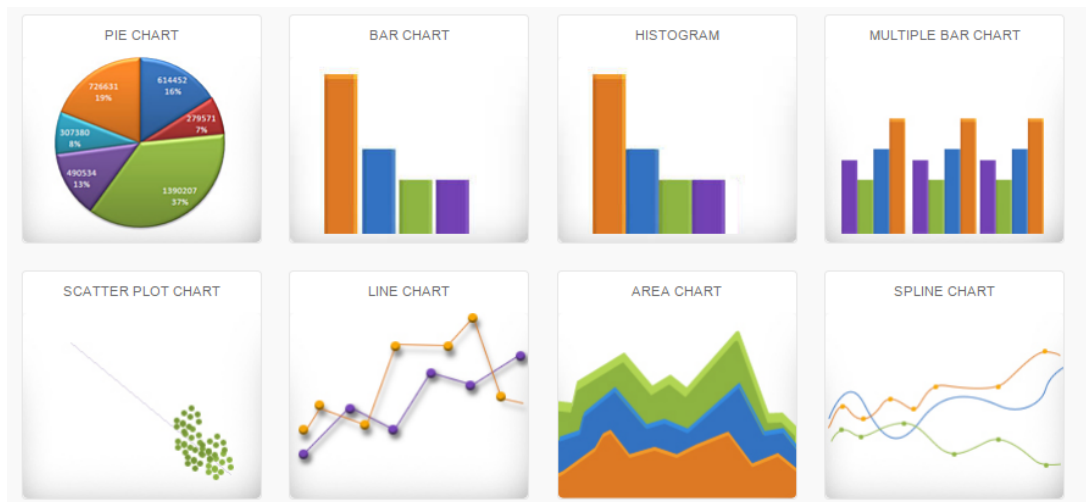 PIE CHART
BAR CHART
HISTOGRAM
MULTIPLE BAR CHART
726631
19%
614452
16%
279571
7%
307380
8%
490534
13%
1390207
37%
SCATTER PLOT CHART
LINE CHART
AREA CHART
SPLINE CHART